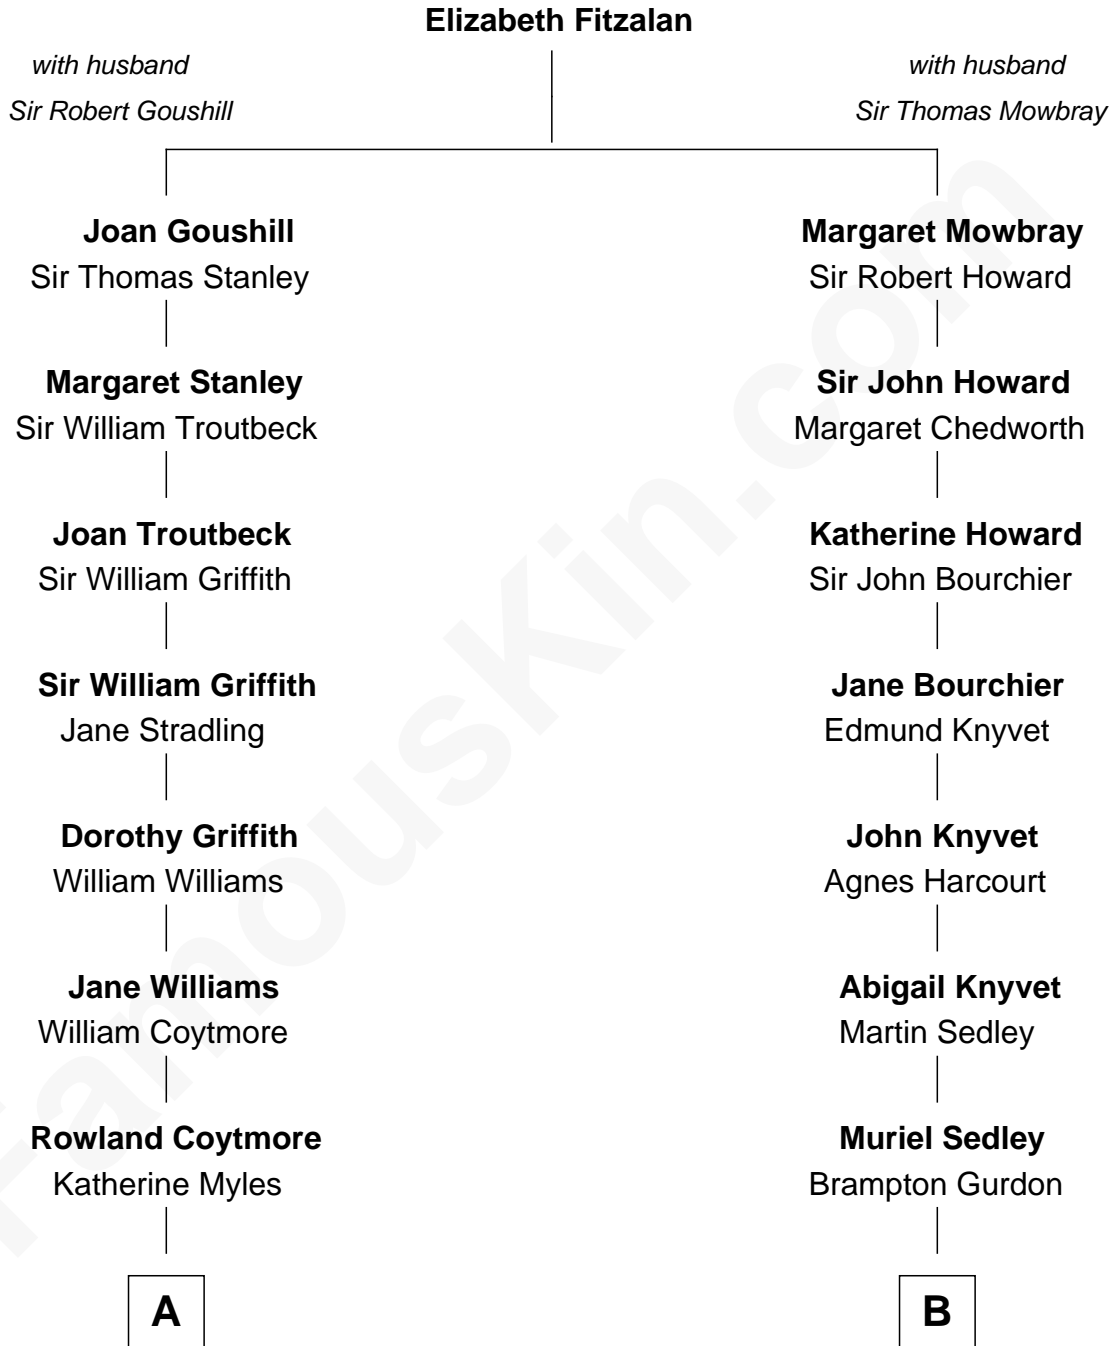 Elizabeth Fitzalan
with husband
Sir Robert Goushill
with husband
Sir Thomas Mowbray
Joan Goushill
Sir Thomas Stanley
Margaret Mowbray
Sir Robert Howard
Margaret Stanley
Sir William Troutbeck
Sir John Howard
Margaret Chedworth
Joan Troutbeck
Sir William Griffith
Katherine Howard
Sir John Bourchier
Sir William Griffith
Jane Stradling
Jane Bourchier
Edmund Knyvet
Dorothy Griffith
William Williams
John Knyvet
Agnes Harcourt
Jane Williams
William Coytmore
Abigail Knyvet
Martin Sedley
Rowland Coytmore
Katherine Myles
Muriel Sedley
Brampton Gurdon
A
B
FamousKin.com